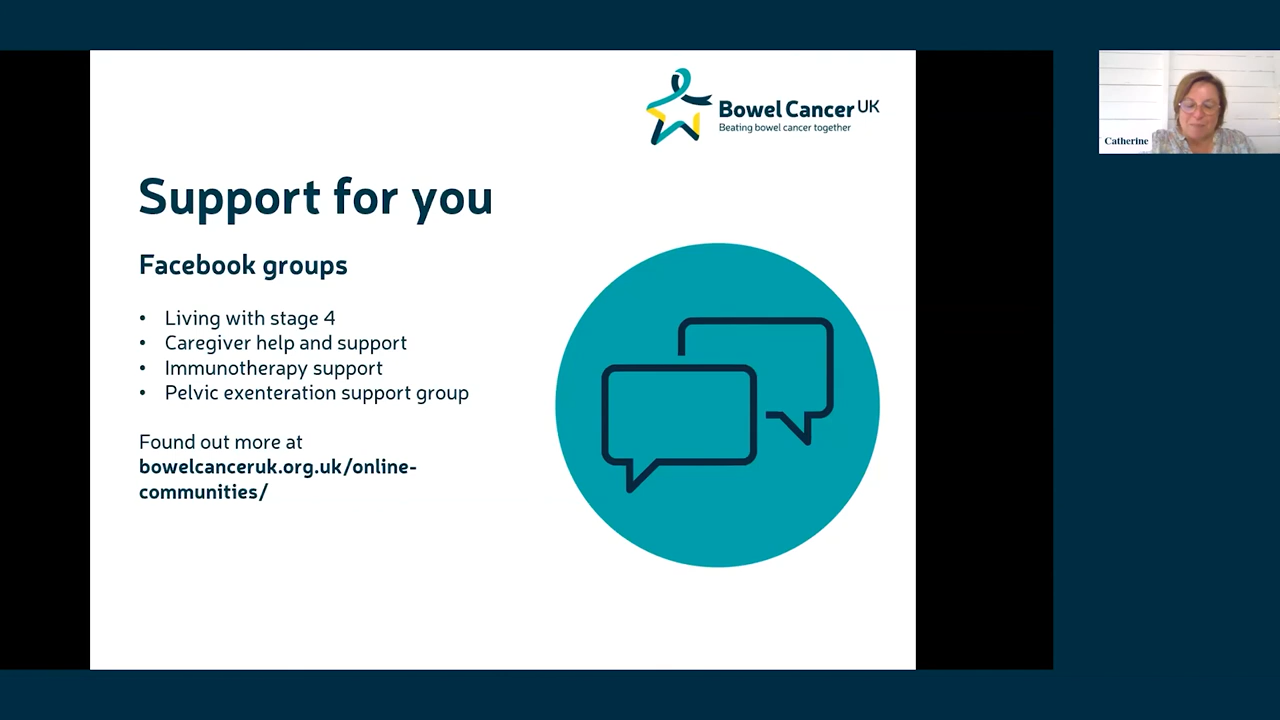 Bowel Cancer UK
Beating bowel cancer together
Catherine
Support for you
Facebook groups
• Living with stage 4
• Caregiver help and support
• Immunotherapy support
• Pelvic exenteration support group
Found out more at
bowelcanceruk.org.uk/online-
communities/